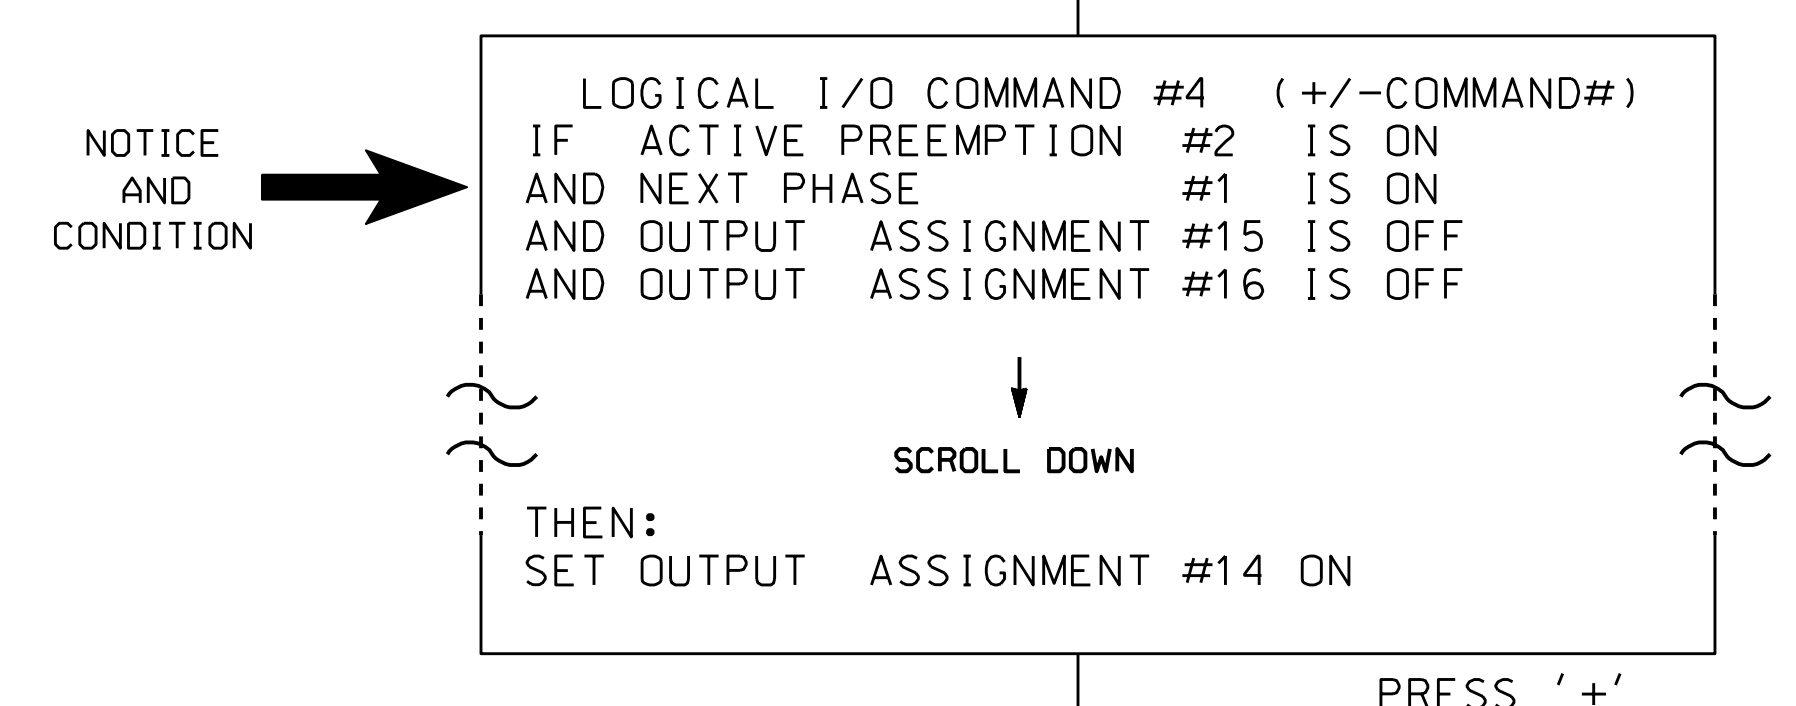 NOTICE
AND
CONDITION
LOGICAL I/O COMMAND #4 (+/-COMMAND#)
IF ACTIVE PREEMPTION #2 IS ON
AND NEXT PHASE #1 IS ON
AND OUTPUT ASSIGNMENT #15 IS OFF
AND OUTPUT ASSIGNMENT #16 IS OFF
SCROLL DOWN
THEN:
SET OUTPUT ASSIGNMENT #14 ON
PRESS '+'